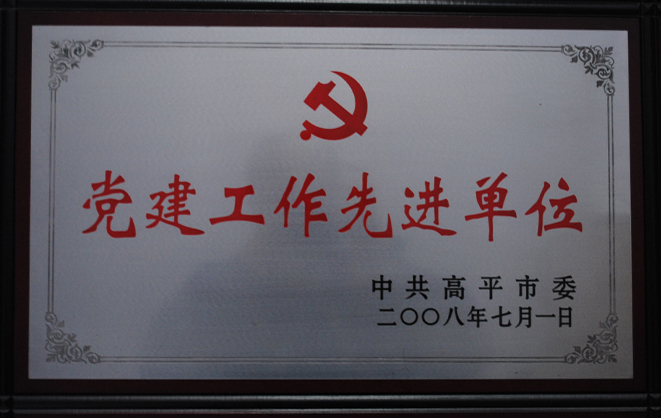 党建工作先进单位
中共高平市委
二〇〇八年七月一日